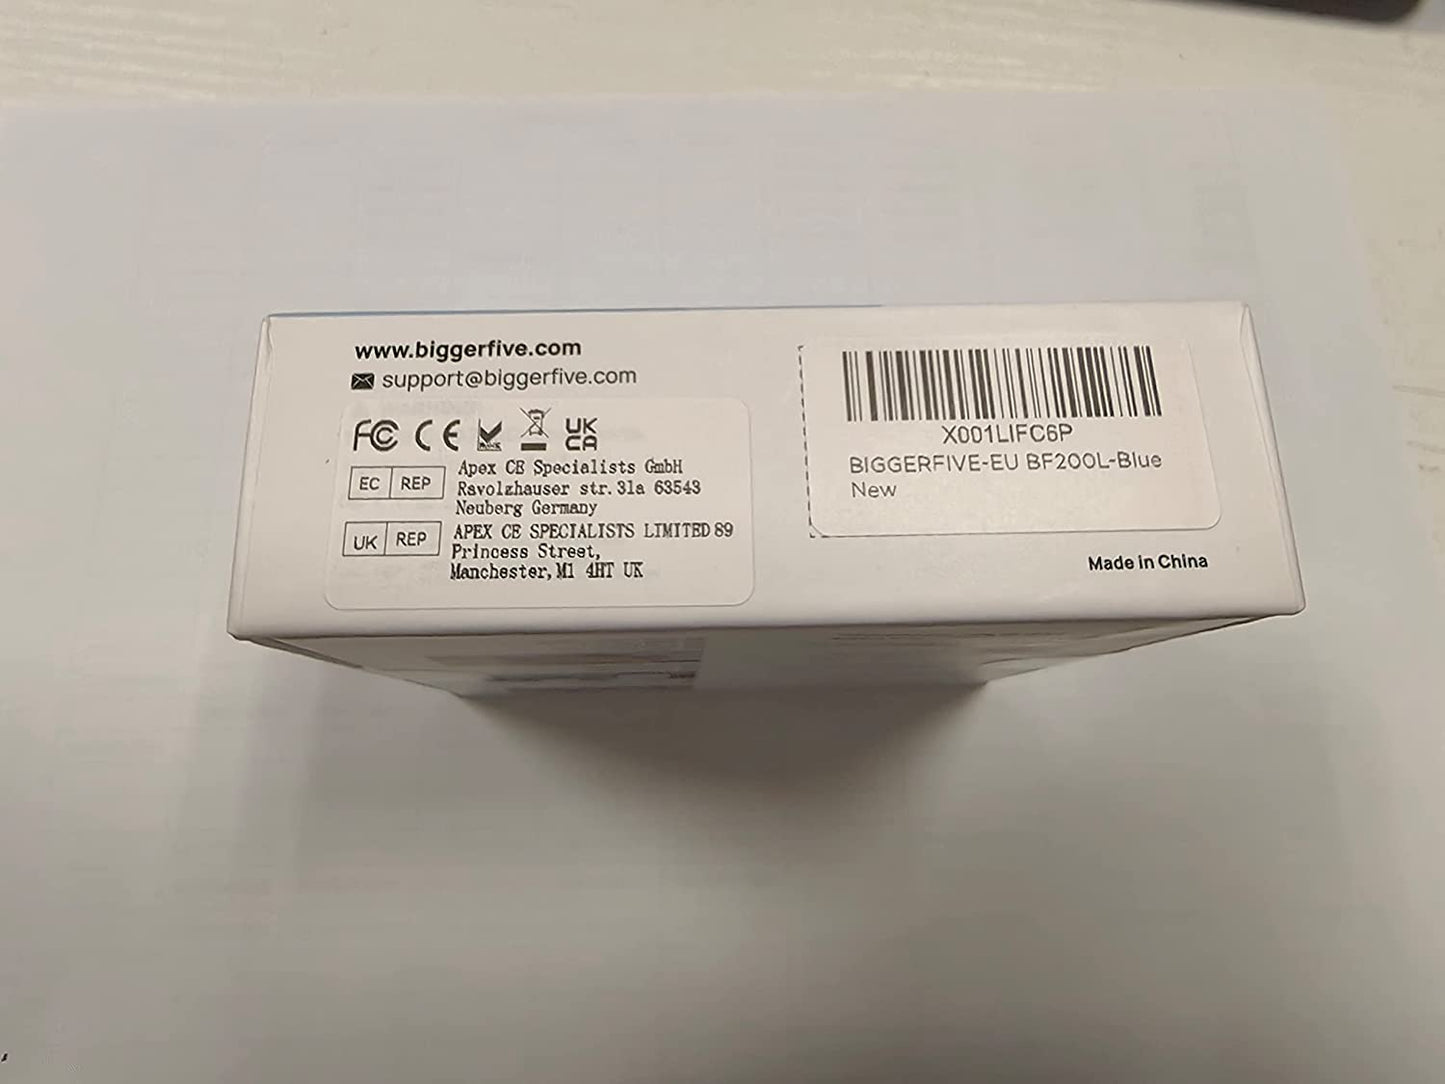 www.biggerfive.com
support@biggerfive.com
FC CE UK CA
EC REP
Apex CE Specialists GmbH
Ravolzhauser str. 31a 63543
Neuberg Germany
UK REP
APEX CE SPECIALISTS LIMITED 89
Princess Street,
Manchester, M1 4HT UK
X001LIFC6P
BIGGERFIVE-EU BF200L-Blue
New
Made in China